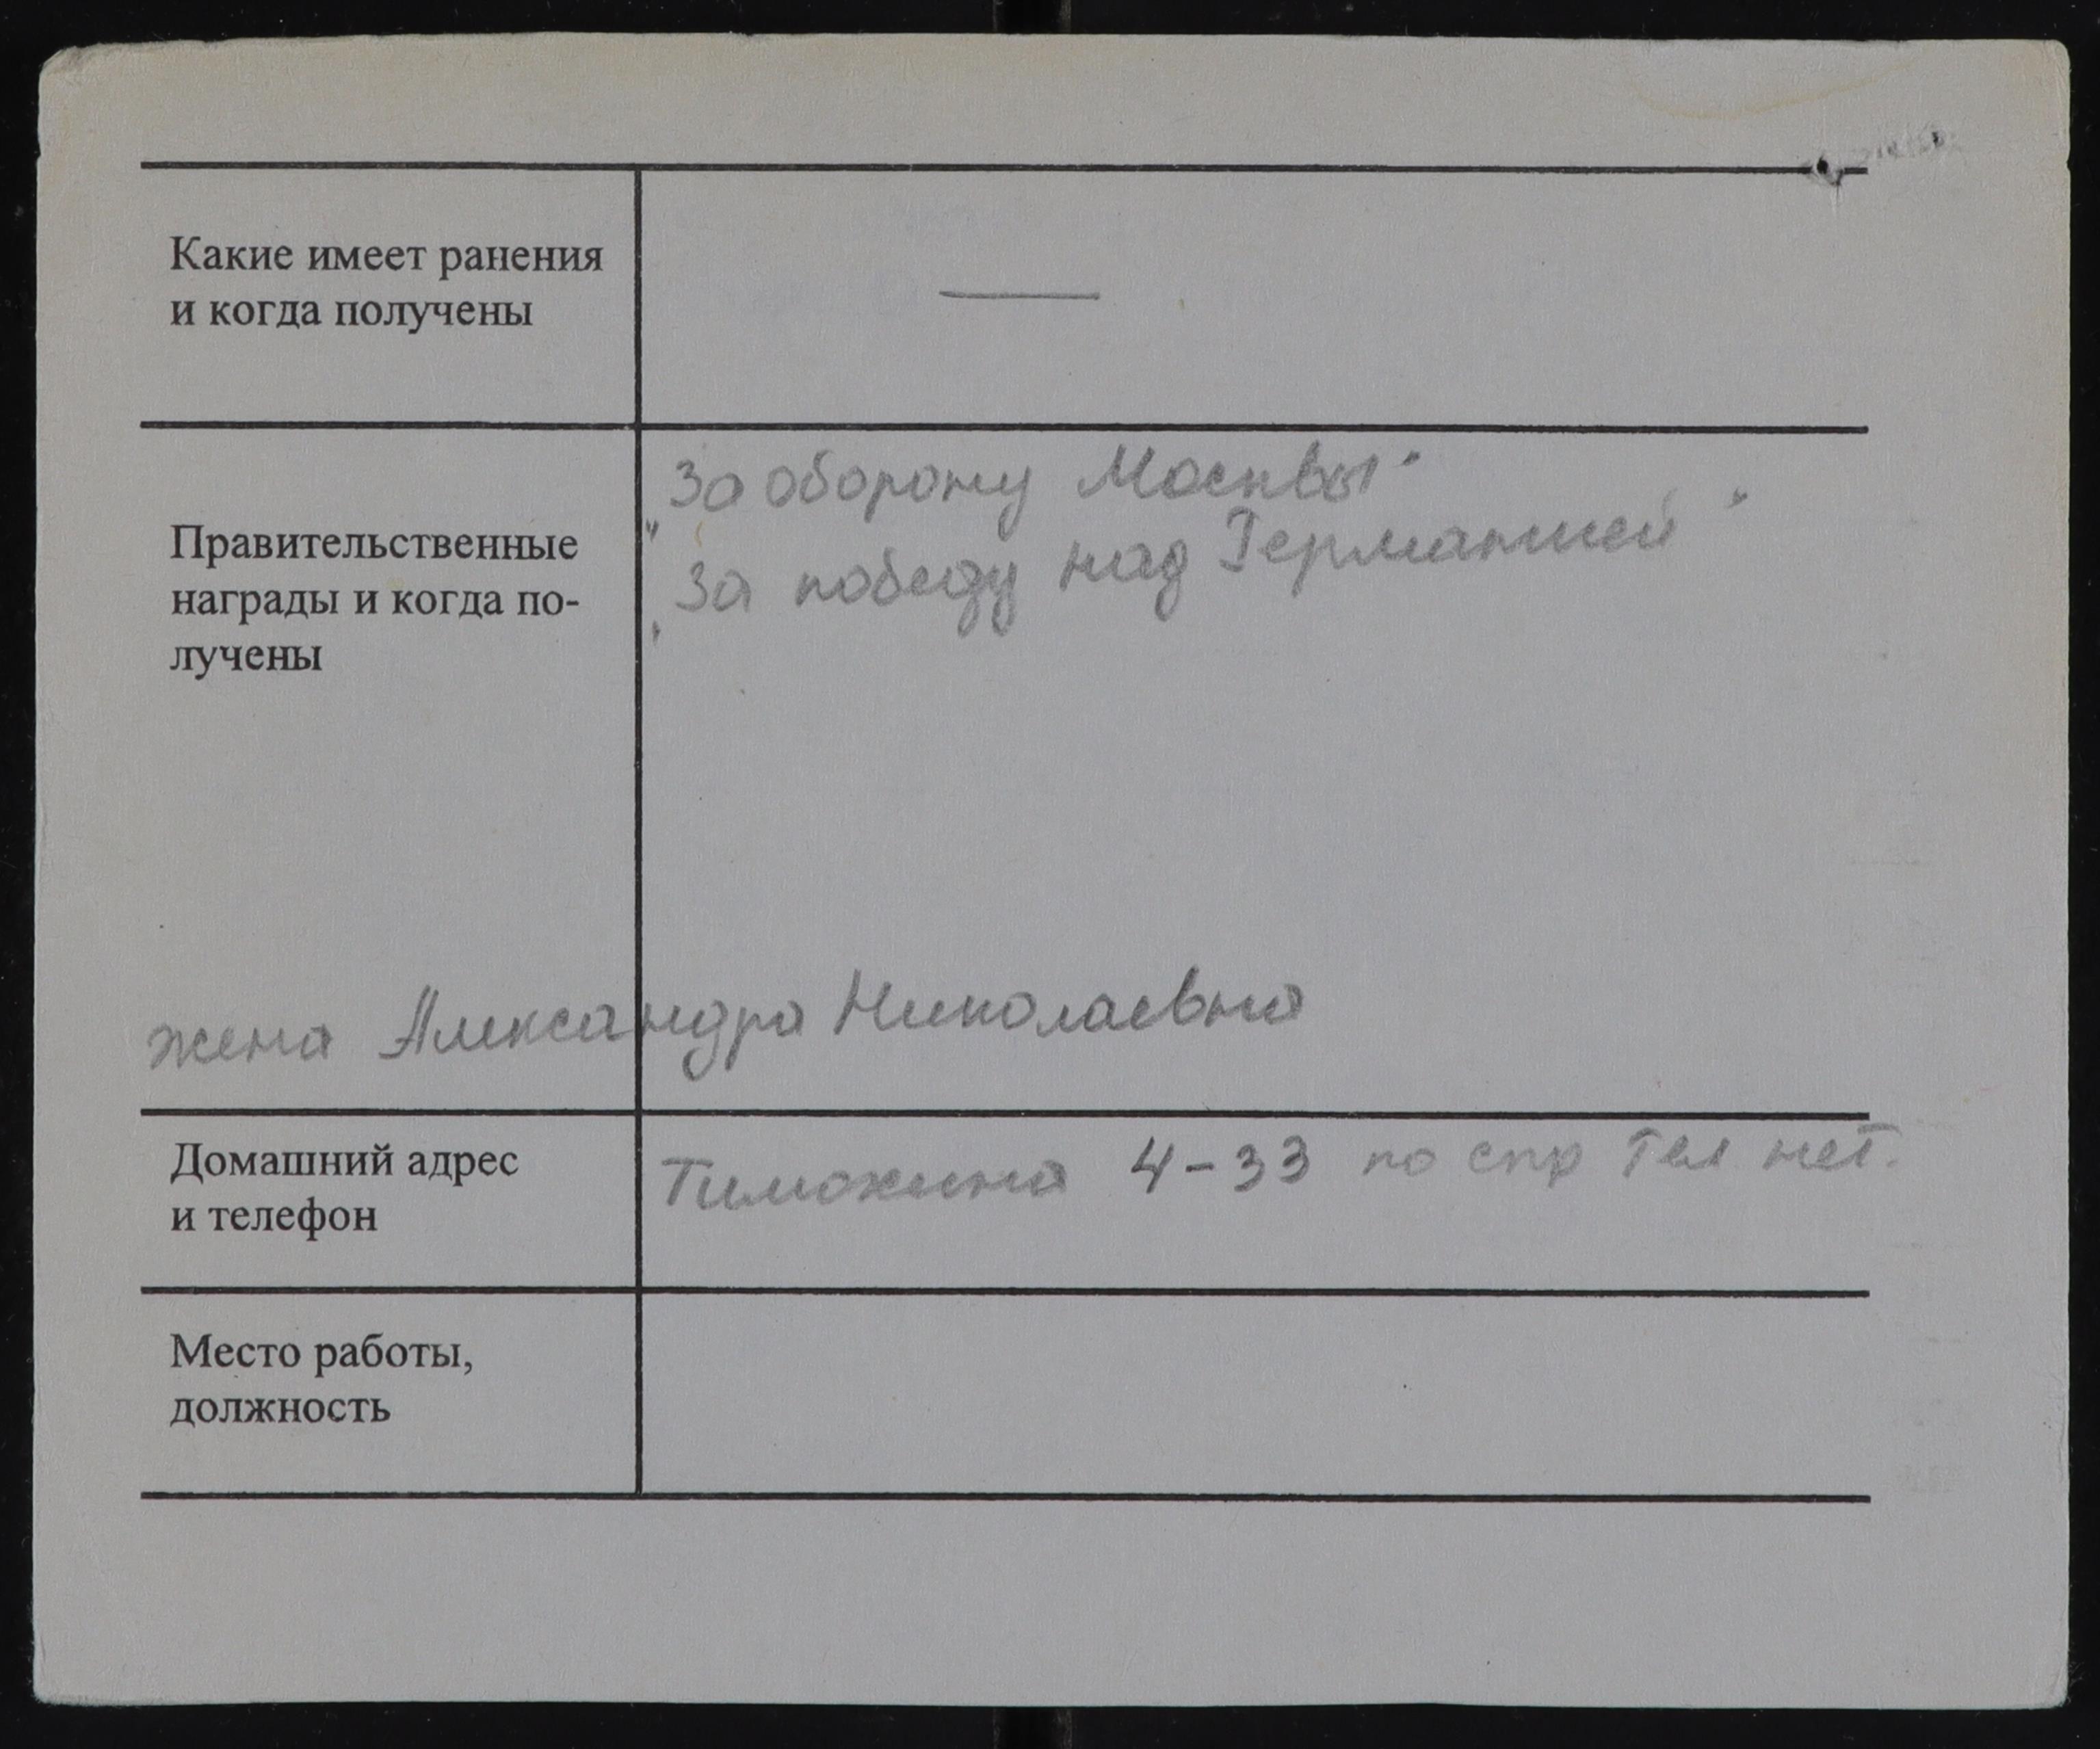 Какие имеет ранения
и когда получены
—
Правительственные
награды и когда по-
лучены
"За оборону Москвы"
"За победу над Германией"
жена Александра Николаевна
Домашний адрес
и телефон
Тимохина 4-33 по спр тел нет.
Место работы,
должность